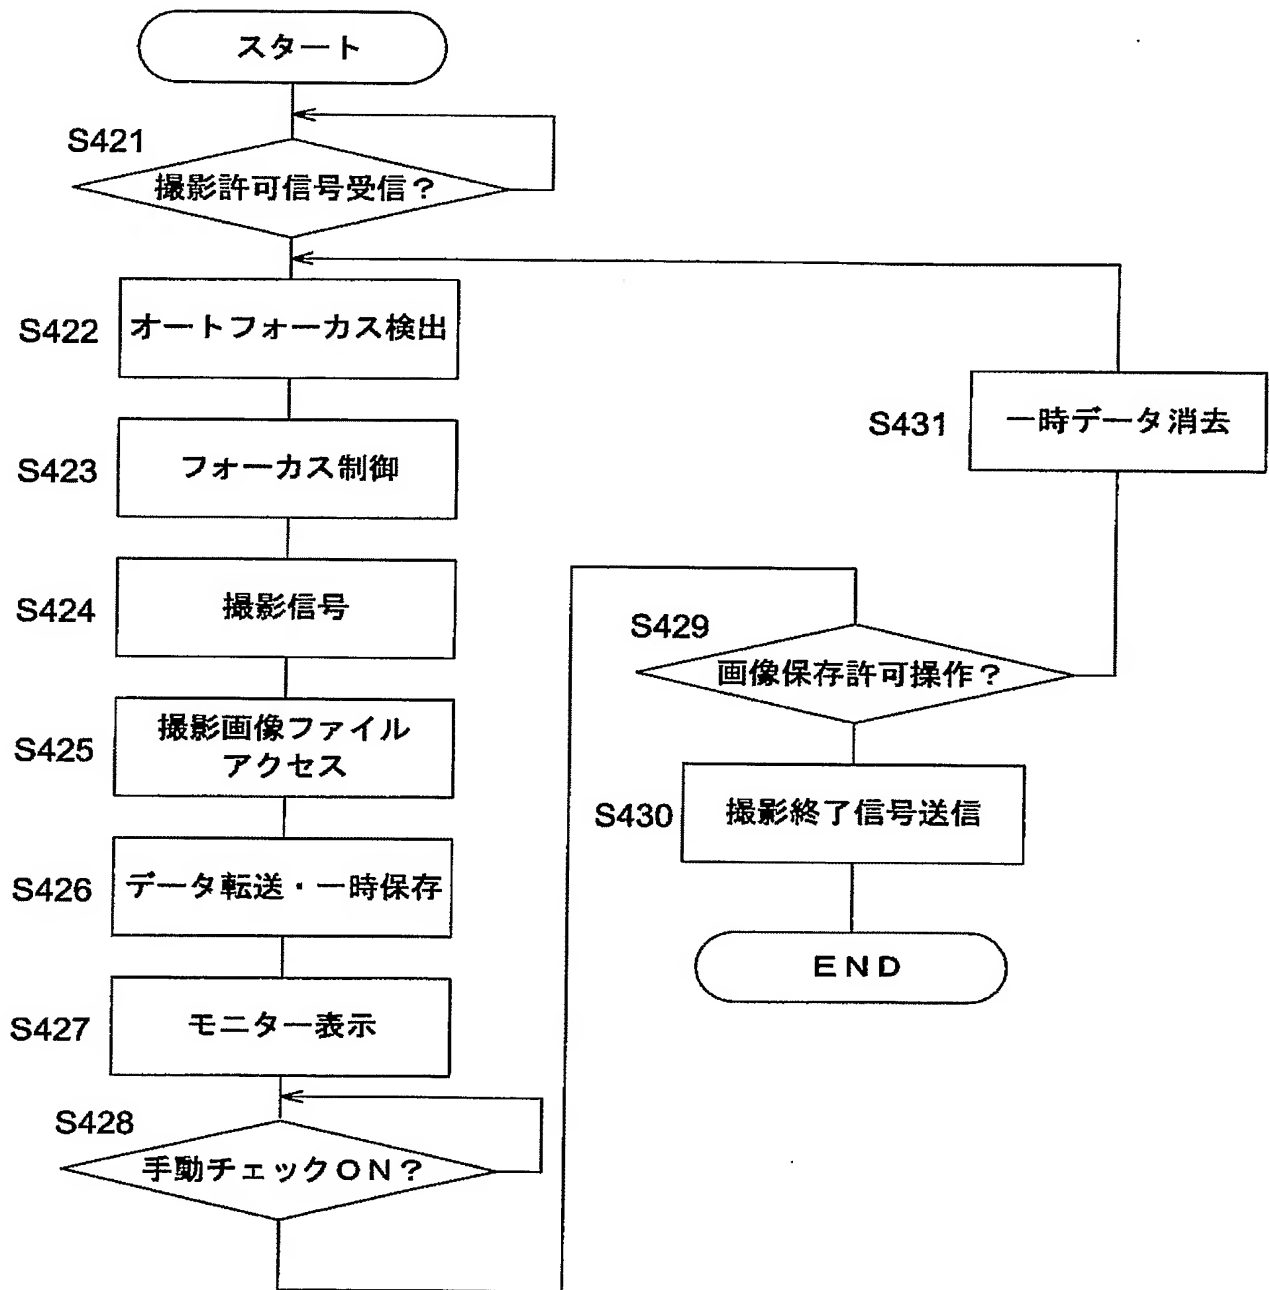 スタート
S421
撮影許可信号受信？
S422
オートフォーカス検出
S423
フォーカス制御
S424
撮影信号
S425
撮影画像ファイル
アクセス
S426
データ転送・一時保存
S427
モニター表示
S428
手動チェックＯＮ？
S429
画像保存許可操作？
S430
撮影終了信号送信
ＥＮＤ
S431
一時データ消去